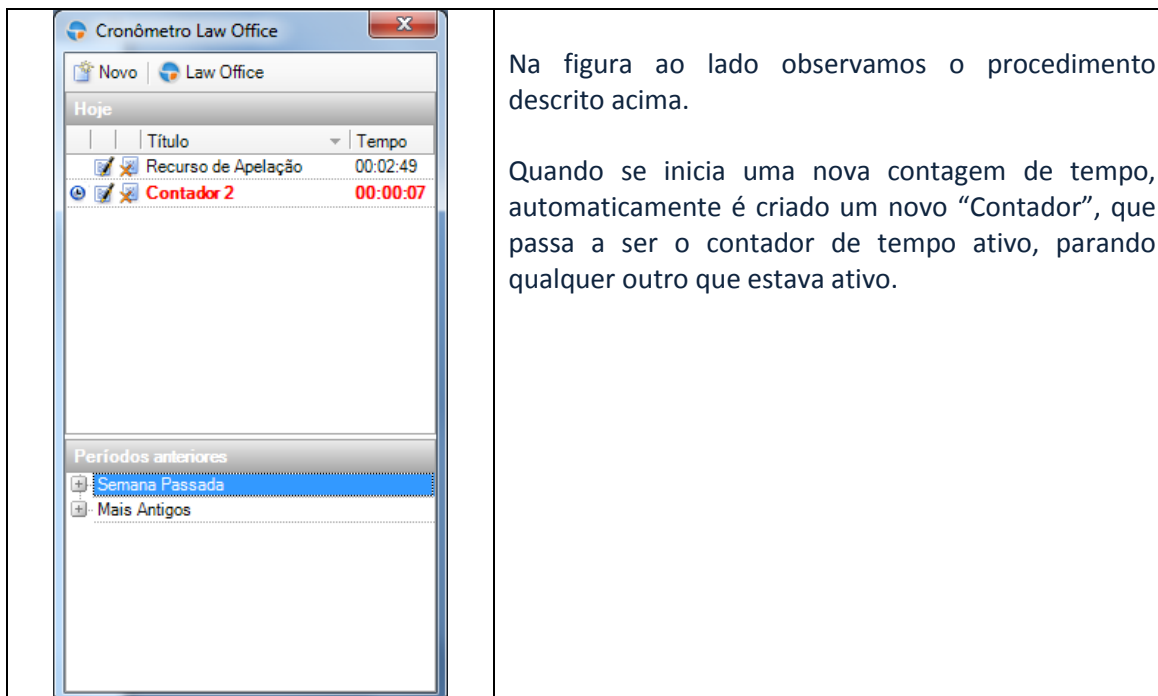 Cronômetro Law Office
Novo Law Office
Hoje
Título Tempo
Recurso de Apelação 00:02:49
Contador 2 00:00:07
Períodos anteriores
Semana Passada
Mais Antigos
Na figura ao lado observamos o procedimento
descrito acima.
Quando se inicia uma nova contagem de tempo,
automaticamente é criado um novo “Contador”, que
passa a ser o contador de tempo ativo, parando
qualquer outro que estava ativo.